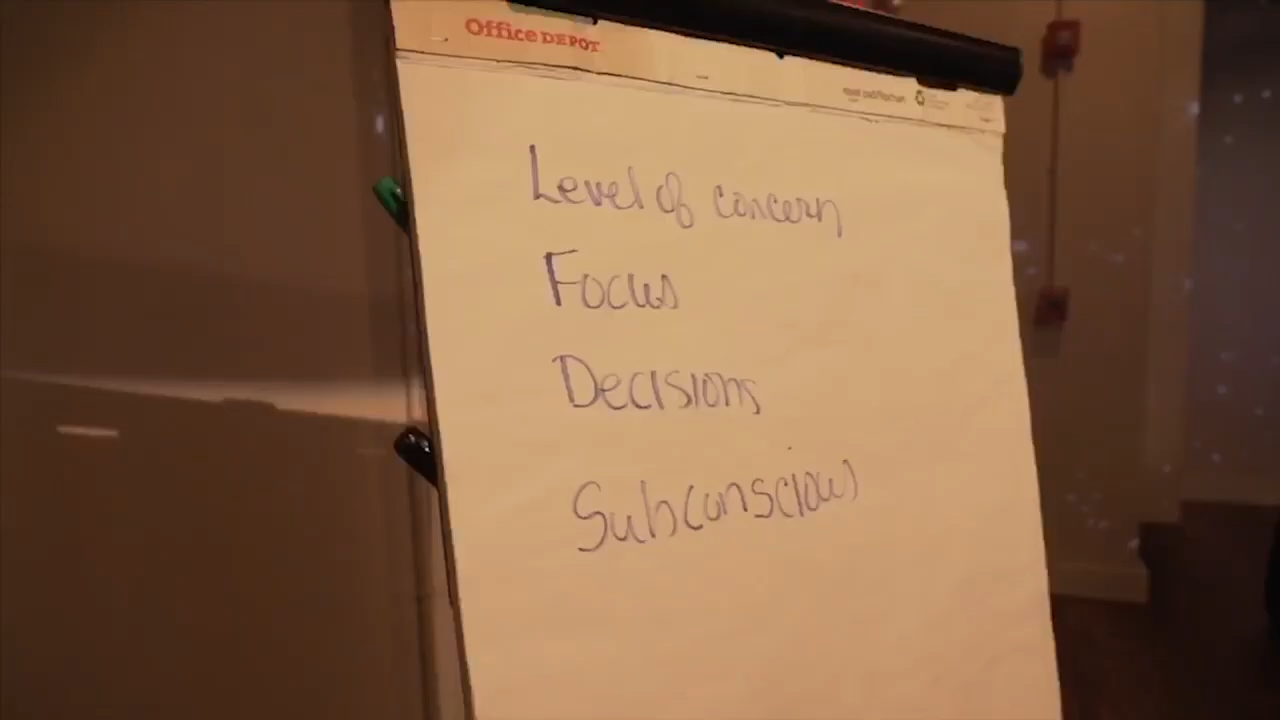 Office DEPOT
Level of concern
Focus
Decisions
Subconscious